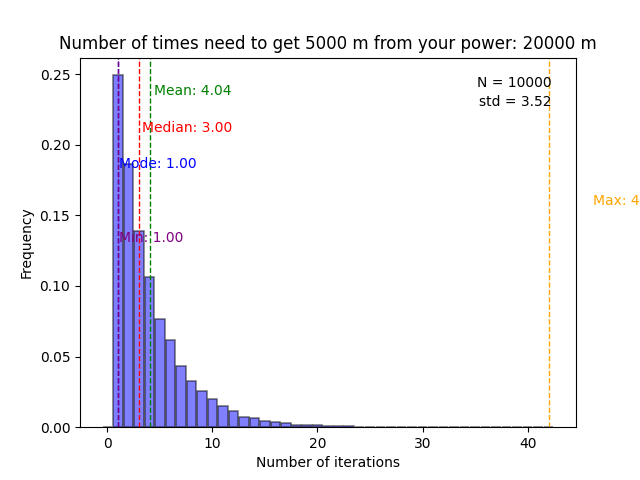 Number of times need to get 5000 m from your power: 20000 m
N = 10000
std = 3.52
Mean: 4.04
Median: 3.00
Mode: 1.00
Min: 1.00
Max: 4
Frequency
0.25
0.20
0.15
0.10
0.05
0.00
0 10 20 30 40
Number of iterations